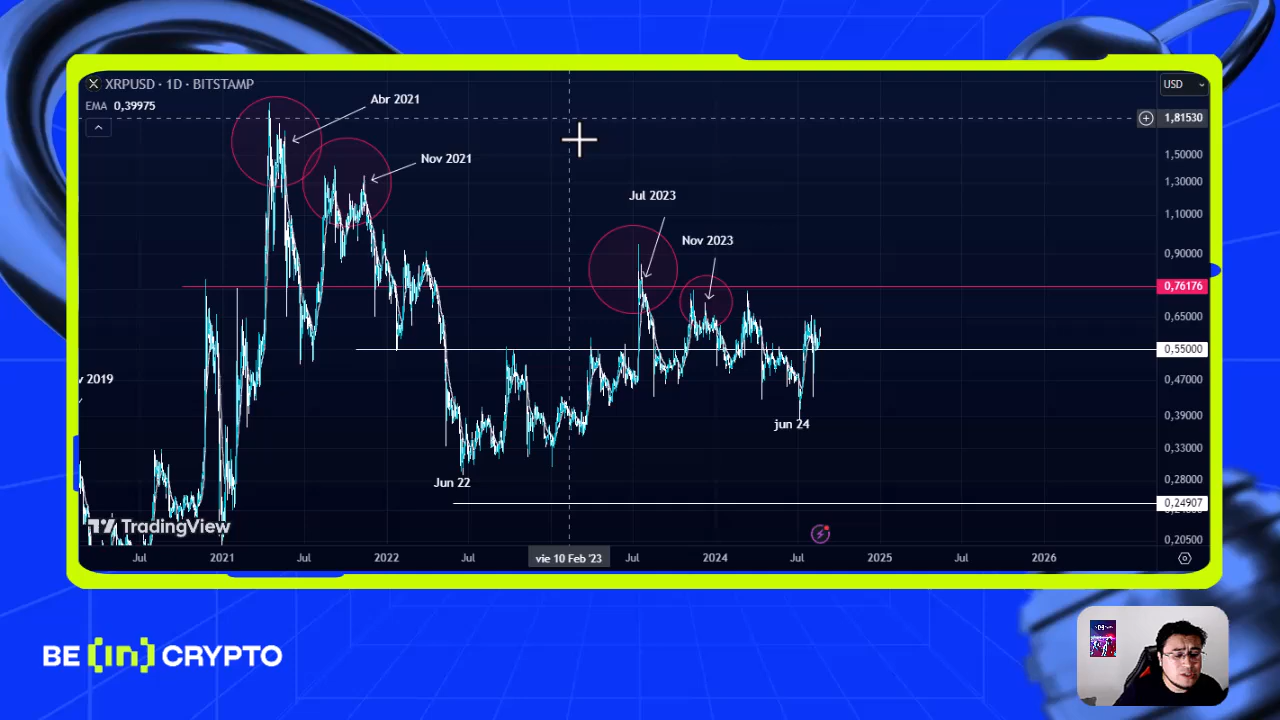 XRPUSD · 1D · BITSTAMP
USD
EMA 0,39975
Abr 2021
1,81530
Nov 2021
1,50000
1,30000
Jul 2023
1,10000
Nov 2023
0,90000
0,76176
0,65000
0,55000
v 2019
0,47000
0,39000
jun 24
0,33000
Jun 22
0,28000
0,24907
TradingView
0,20500
Jul
2021
Jul
2022
Jul
vie 10 Feb '23
Jul
2024
Jul
2025
Jul
2026
BE [in] CRYPTO